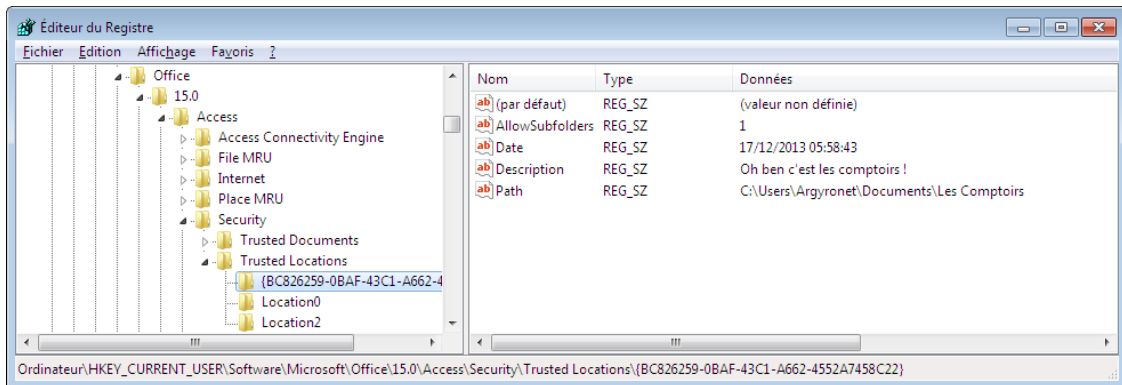 Éditeur du Registre
Fichier Edition Affichage Favoris ?
Office
15.0
Access
Access Connectivity Engine
File MRU
Internet
Place MRU
Security
Trusted Documents
Trusted Locations
{BC826259-0BAF-43C1-A662-4
Location0
Location2
Nom Type Données
(par défaut) REG_SZ (valeur non définie)
AllowSubfolders REG_SZ 1
Date REG_SZ 17/12/2013 05:58:43
Description REG_SZ Oh ben c'est les comptoirs !
Path REG_SZ C:\Users\Argyronet\Documents\Les Comptoirs
Ordinateur\HKEY_CURRENT_USER\Software\Microsoft\Office\15.0\Access\Security\Trusted Locations\{BC826259-0BAF-43C1-A662-4552A7458C22}